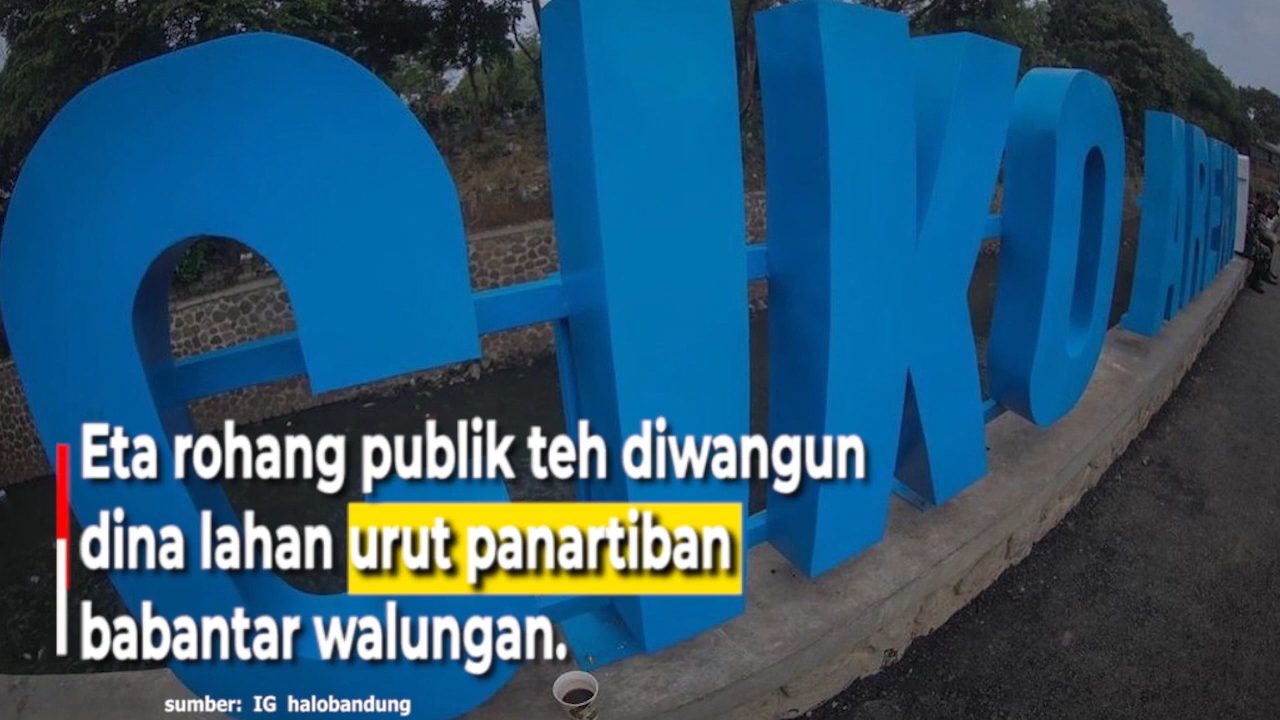 CIKO AREN
Eta rohang publik teh diwangun
dina lahan urut panartiban
babantar walungan.
sumber: IG halobandung